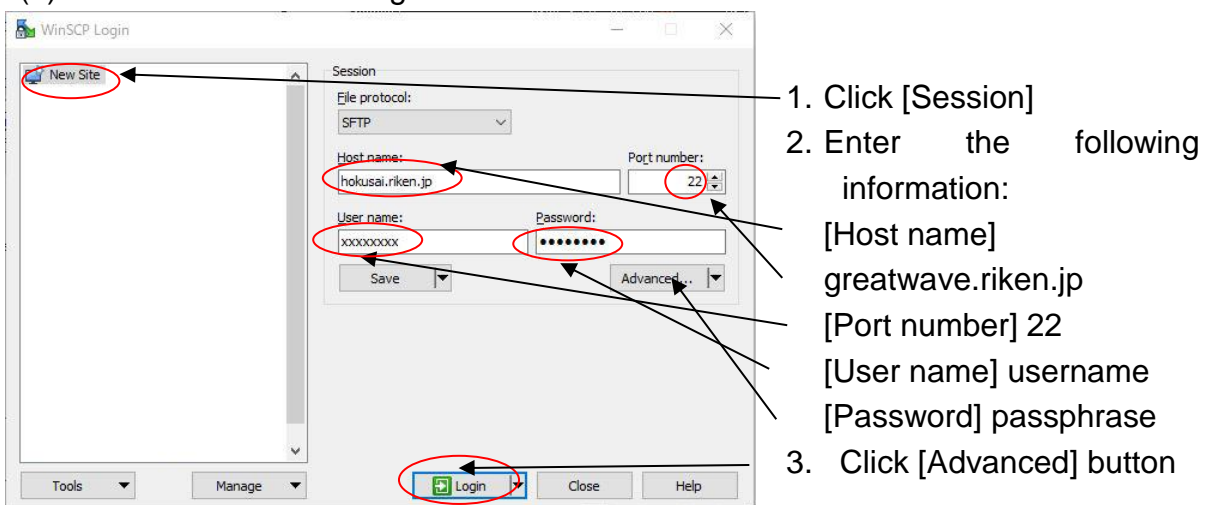 WinSCP Login
New Site
Session
File protocol:
SFTP
Host name:
Port number:
hokusai.riken.jp
22
User name:
Password:
xxxxxxxx
••••••••
Save
Advanced...
Tools
Manage
Login
Close
Help
1. Click [Session]
2. Enter the following
information:
[Host name]
greatwave.riken.jp
[Port number] 22
[User name] username
[Password] passphrase
3. Click [Advanced] button